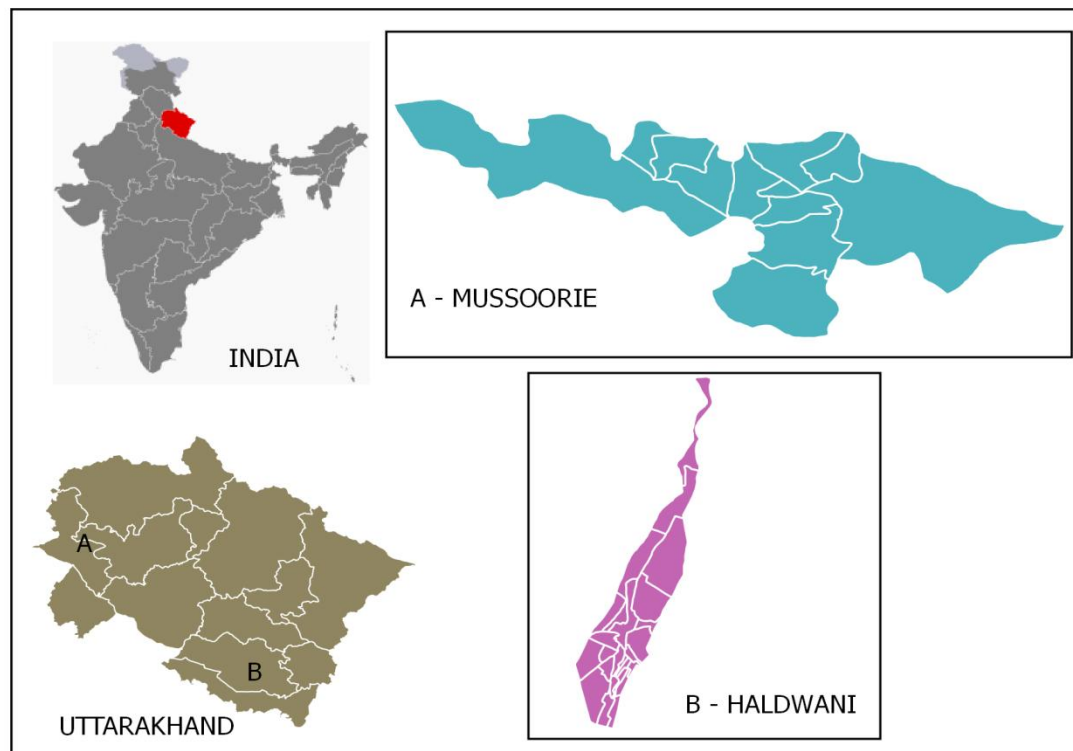 INDIA
A - MUSSOORIE
A
B
UTTARAKHAND
B - HALDWANI